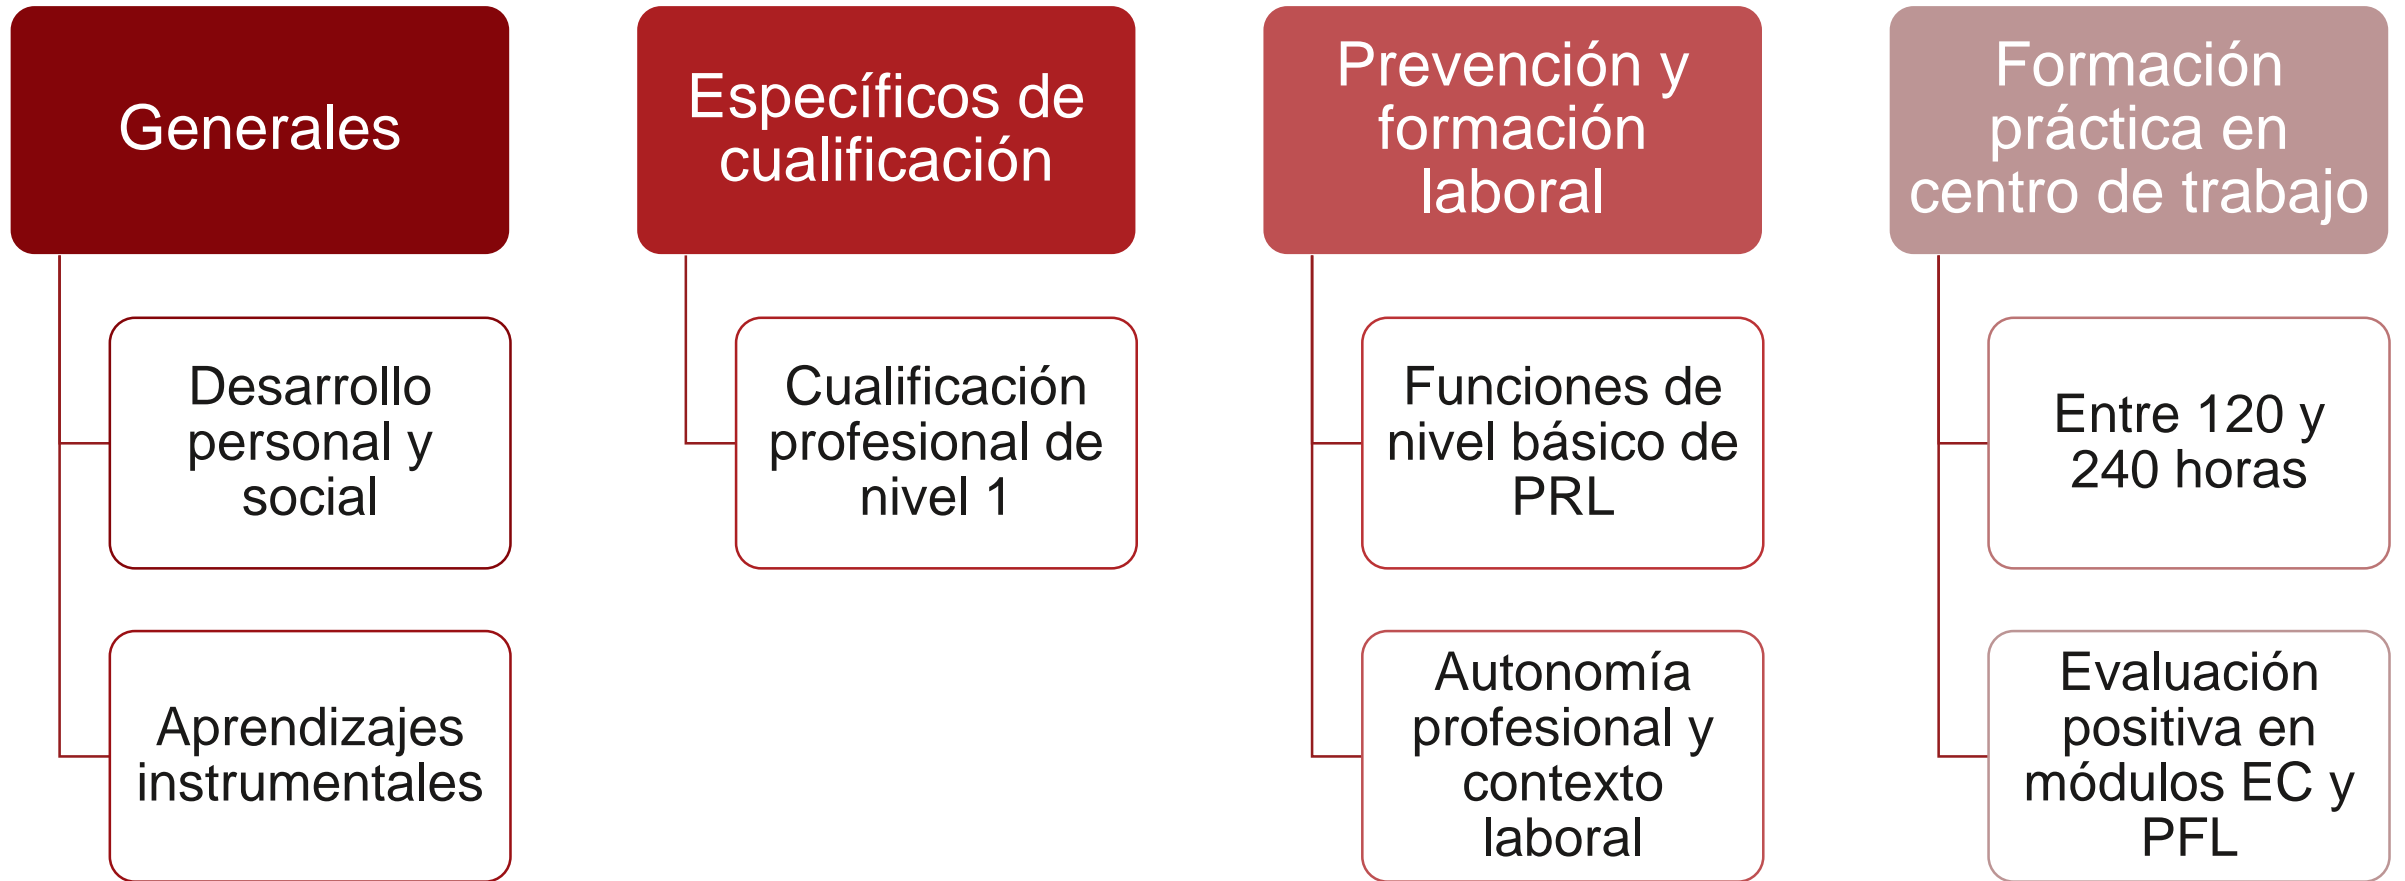 Generales
Desarrollo
personal y
social
Aprendizajes
instrumentales
Específicos de
cualificación
Cualificación
profesional de
nivel 1
Prevención y
formación
laboral
Funciones de
nivel básico de
PRL
Autonomía
profesional y
contexto
laboral
Formación
práctica en
centro de trabajo
Entre 120 y
240 horas
Evaluación
positiva en
módulos EC y
PFL